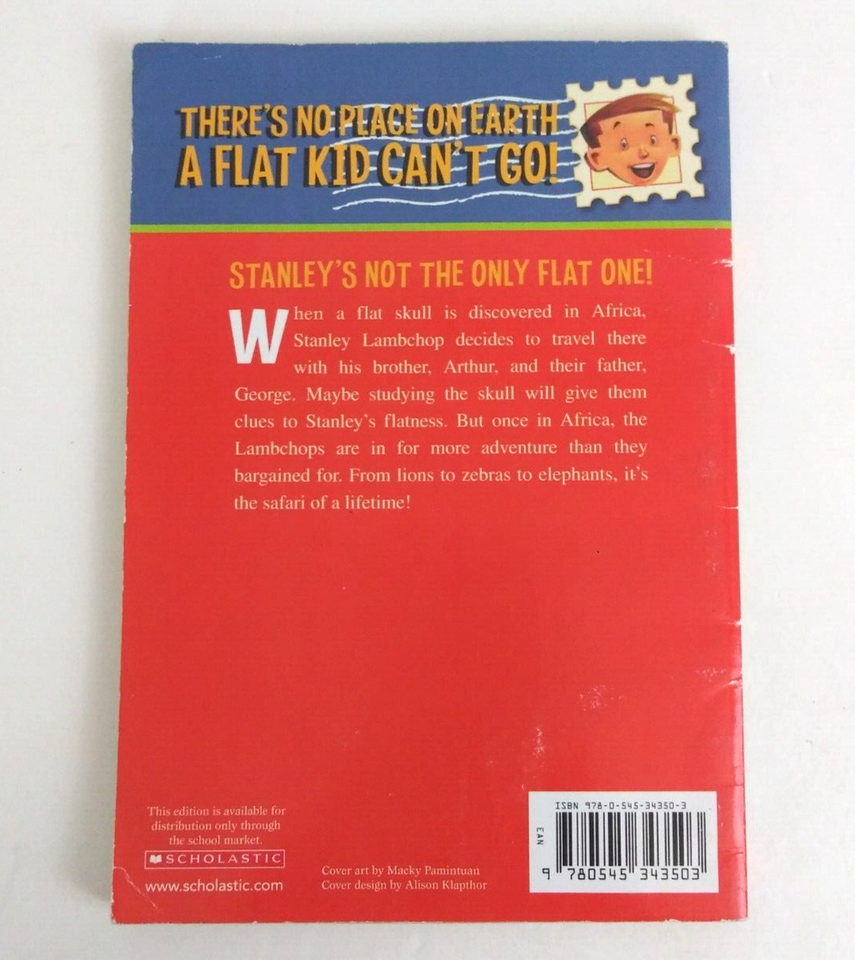 THERE'S NO PLACE ON EARTH
A FLAT KID CAN'T GO!
STANLEY'S NOT THE ONLY FLAT ONE!
When a flat skull is discovered in Africa,
Stanley Lambchop decides to travel there
with his brother, Arthur, and their father,
George. Maybe studying the skull will give them
clues to Stanley's flatness. But once in Africa, the
Lambchops are in for more adventure than they
bargained for. From lions to zebras to elephants, it's
the safari of a lifetime!
This edition is available for
distribution only through
the school market.
SCHOLASTIC
www.scholastic.com
Cover art by Macky Pamintuan
Cover design by Alison Klapthor
ISBN 978-0-545-34350-3
EAN
9 780545 343503